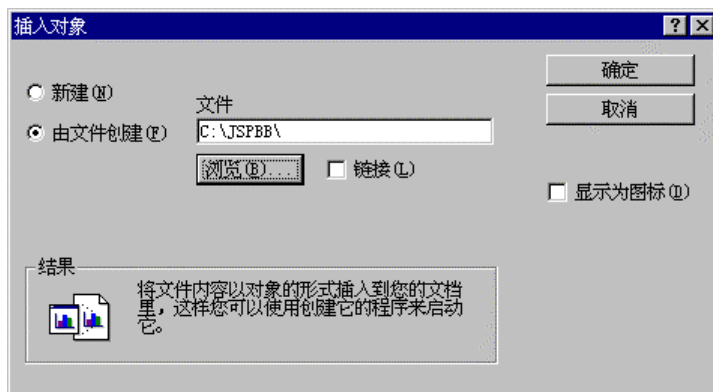 插入对象
新建(N)
由文件创建(F)
文件
C:\JSPBB\
浏览(B)...
链接(L)
确定
取消
显示为图标(D)
结果
将文件内容以对象的形式插入到您的文档
里，这样您可以使用创建它的程序来启动
它。